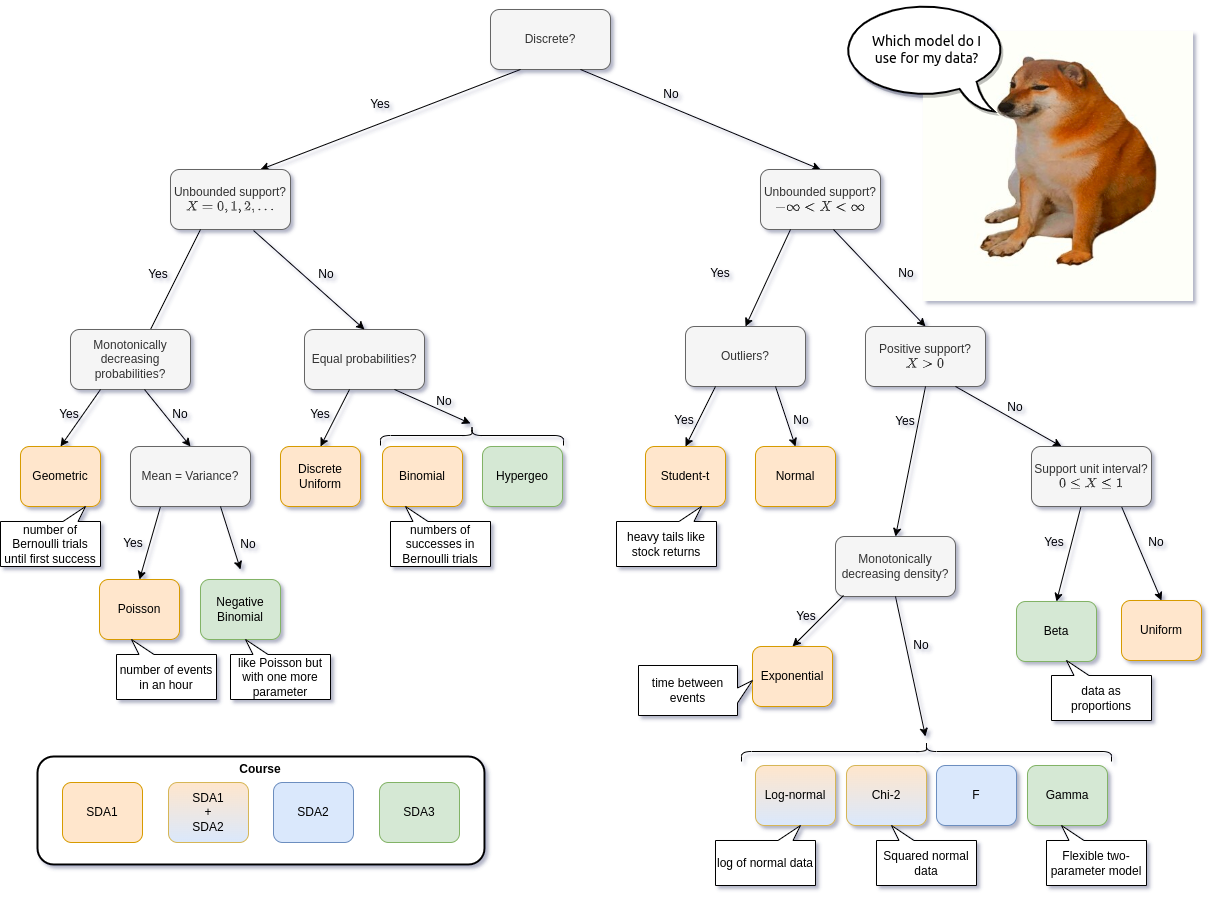 Discrete?
Which model do I
use for my data?
Yes
No
Unbounded support?
X = 0, 1, 2, . . .
Unbounded support?
−∞ < X < ∞
Yes
No
Yes
No
Monotonically
decreasing
probabilities?
Equal probabilities?
Outliers?
Positive support?
X > 0
Yes
No
Yes
No
Yes
No
Yes
No
Geometric
Mean = Variance?
Discrete
Uniform
Binomial
Hypergeo
Student-t
Normal
Support unit interval?
0 ≤ X ≤ 1
number of
Bernoulli trials
until first success
numbers of
successes in
Bernoulli trials
heavy tails like
stock returns
Yes
No
Monotonically
decreasing density?
Yes
No
Poisson
Negative
Binomial
Yes
No
Beta
Uniform
number of events
in an hour
like Poisson but
with one more
parameter
time between
events
Exponential
data as
proportions
Course
SDA1
SDA1
+
SDA2
SDA2
SDA3
Log-normal
Chi-2
F
Gamma
log of normal data
Squared normal
data
Flexible two-
parameter model